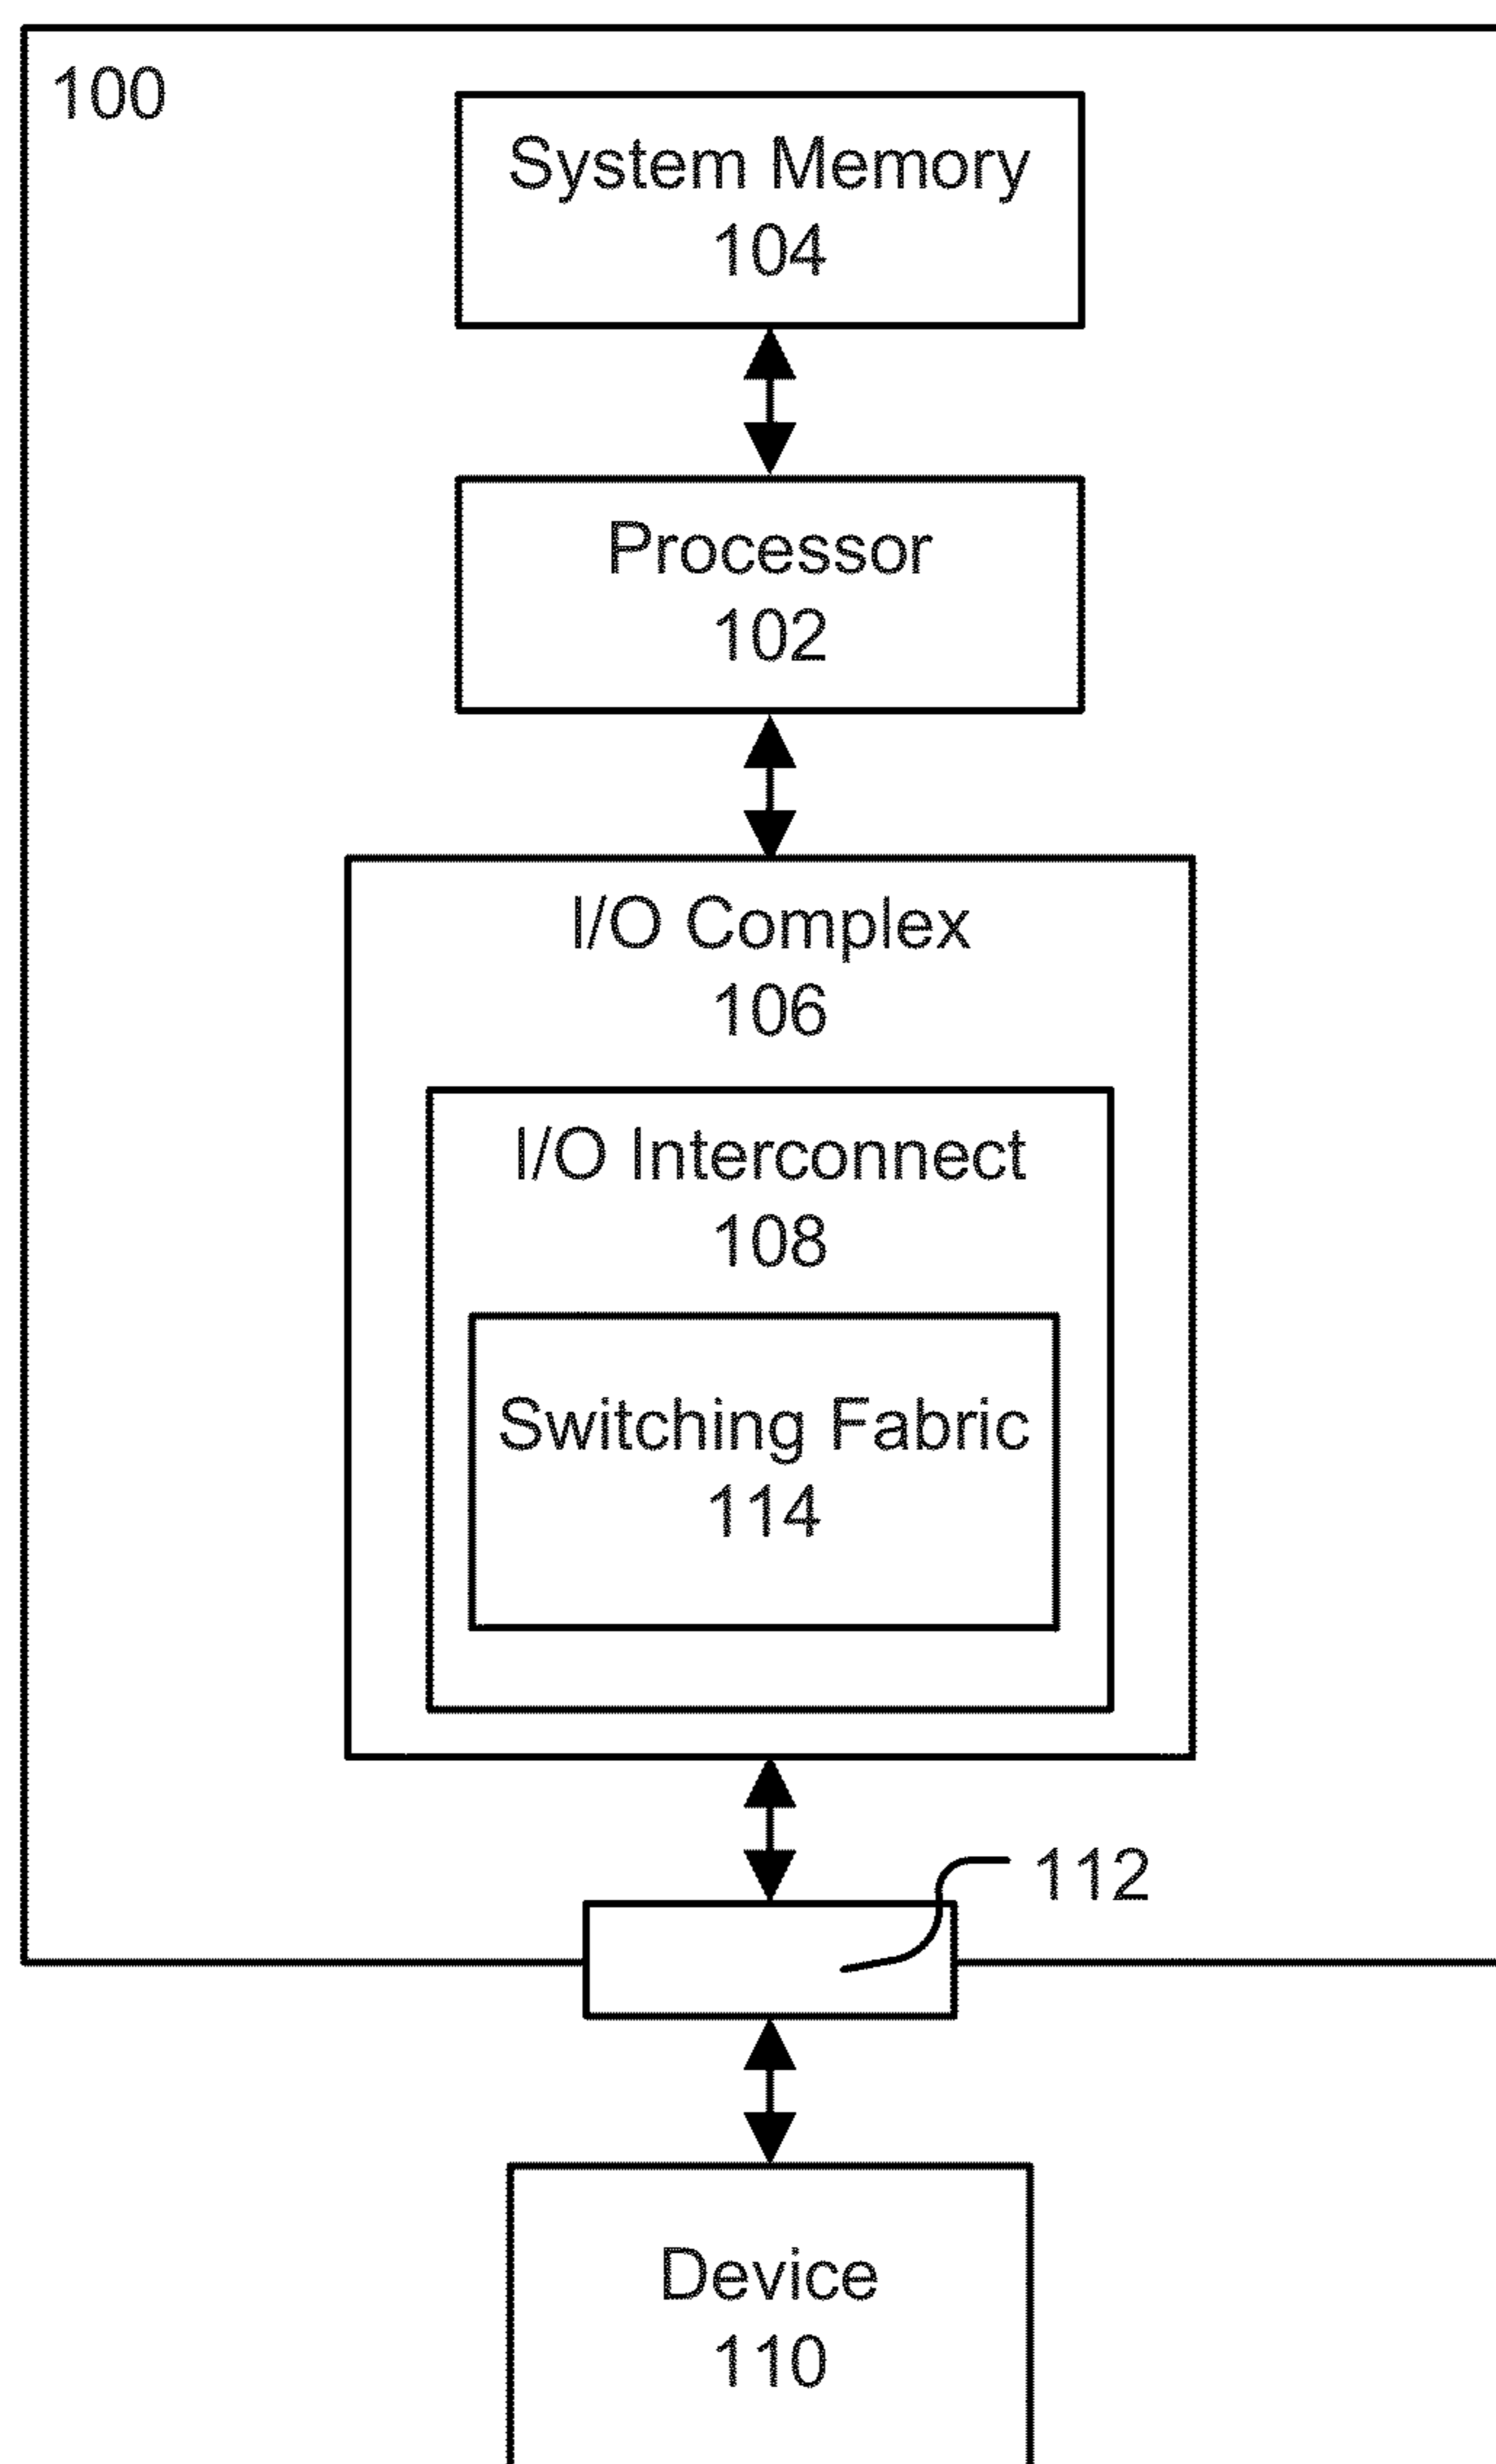 100
System Memory
104
Processor
102
I/O Complex
106
I/O Interconnect
108
Switching Fabric
114
112
Device
110